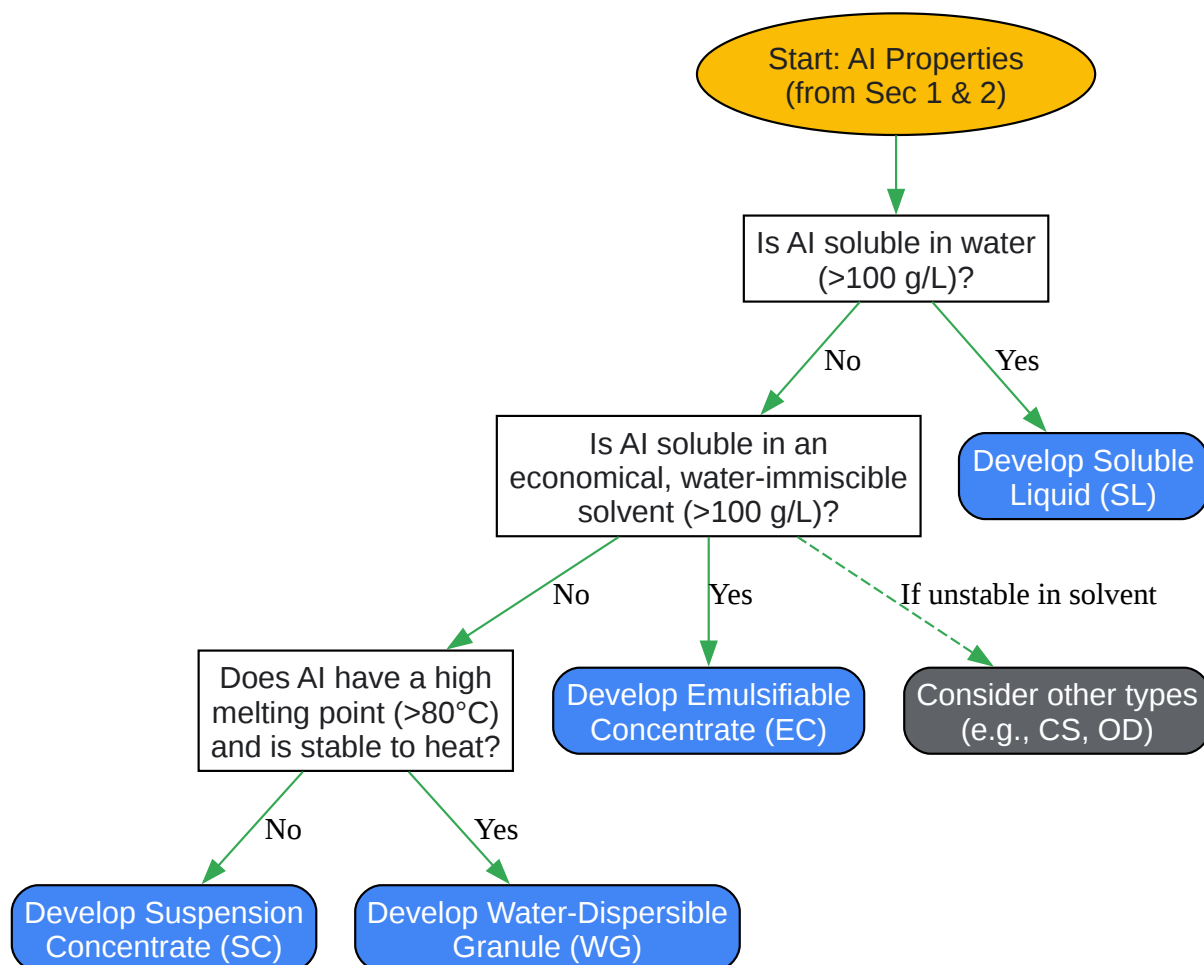 Start: AI Properties
(from Sec 1 & 2)
Is AI soluble in water
(>100 g/L)?
No
Yes
Is AI soluble in an
economical, water-immiscible
solvent (>100 g/L)?
Develop Soluble
Liquid (SL)
No
Yes
If unstable in solvent
Does AI have a high
melting point (>80°C)
and is stable to heat?
Develop Emulsifiable
Concentrate (EC)
Consider other types
(e.g., CS, OD)
No
Yes
Develop Suspension
Concentrate (SC)
Develop Water-Dispersible
Granule (WG)